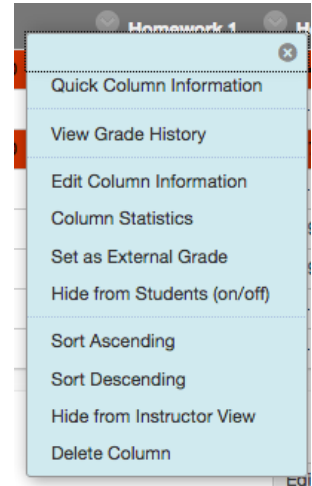 Homework 1
Quick Column Information
View Grade History
Edit Column Information
Column Statistics
Set as External Grade
Hide from Students (on/off)
Sort Ascending
Sort Descending
Hide from Instructor View
Delete Column